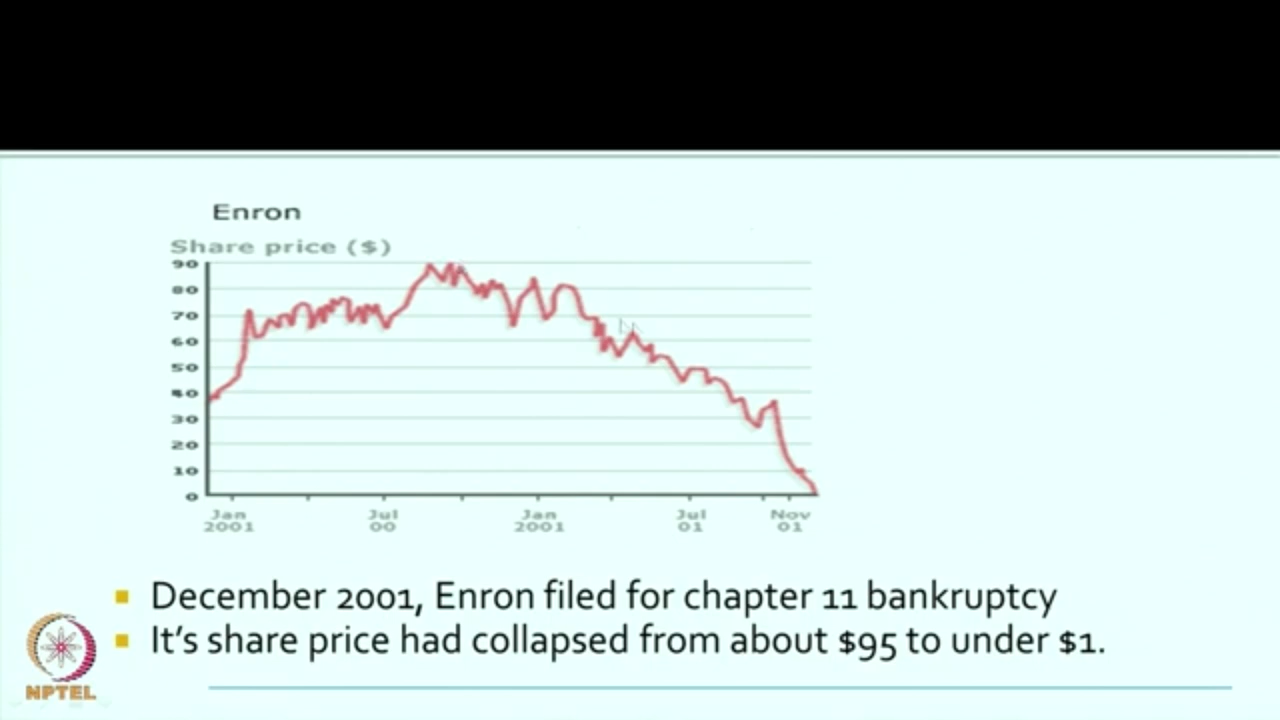 Enron
Share price ($)
90
80
70
60
50
40
30
20
10
0
Jan Jul Jan Jul Nov
2001 00 2001 01 01
December 2001, Enron filed for chapter 11 bankruptcy
It's share price had collapsed from about $95 to under $1.
NPTEL